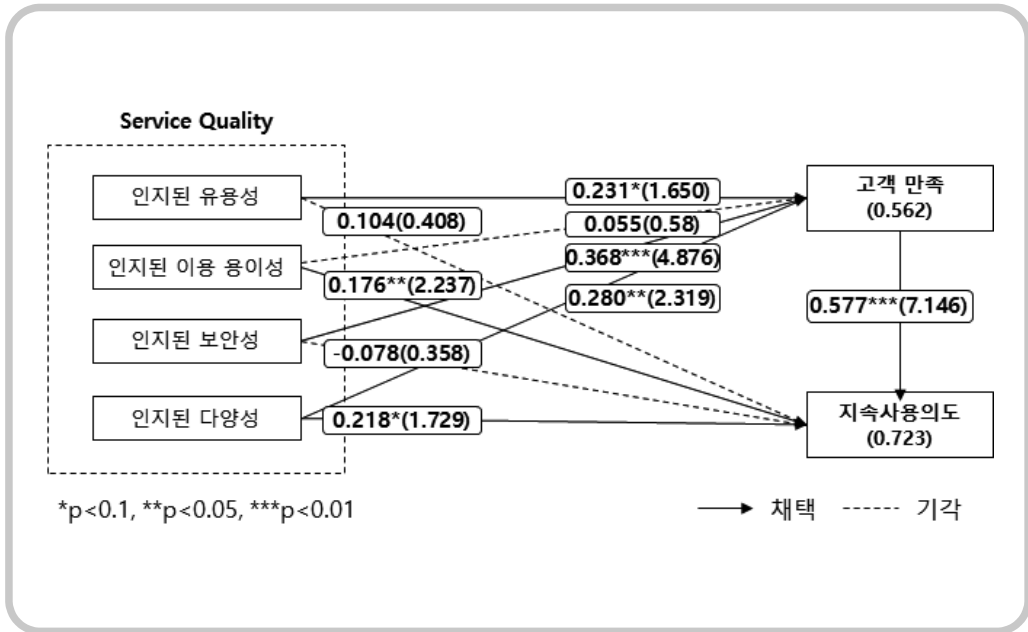 Service Quality
인지된 유용성
인지된 이용 용이성
인지된 보안성
인지된 다양성
0.231*(1.650)
0.104(0.408)
0.055(0.58)
0.368***(4.876)
0.176**(2.237)
0.280**(2.319)
-0.078(0.358)
0.218*(1.729)
고객 만족
(0.562)
0.577***(7.146)
지속사용의도
(0.723)
*p<0.1, **p<0.05, ***p<0.01
채택
기각